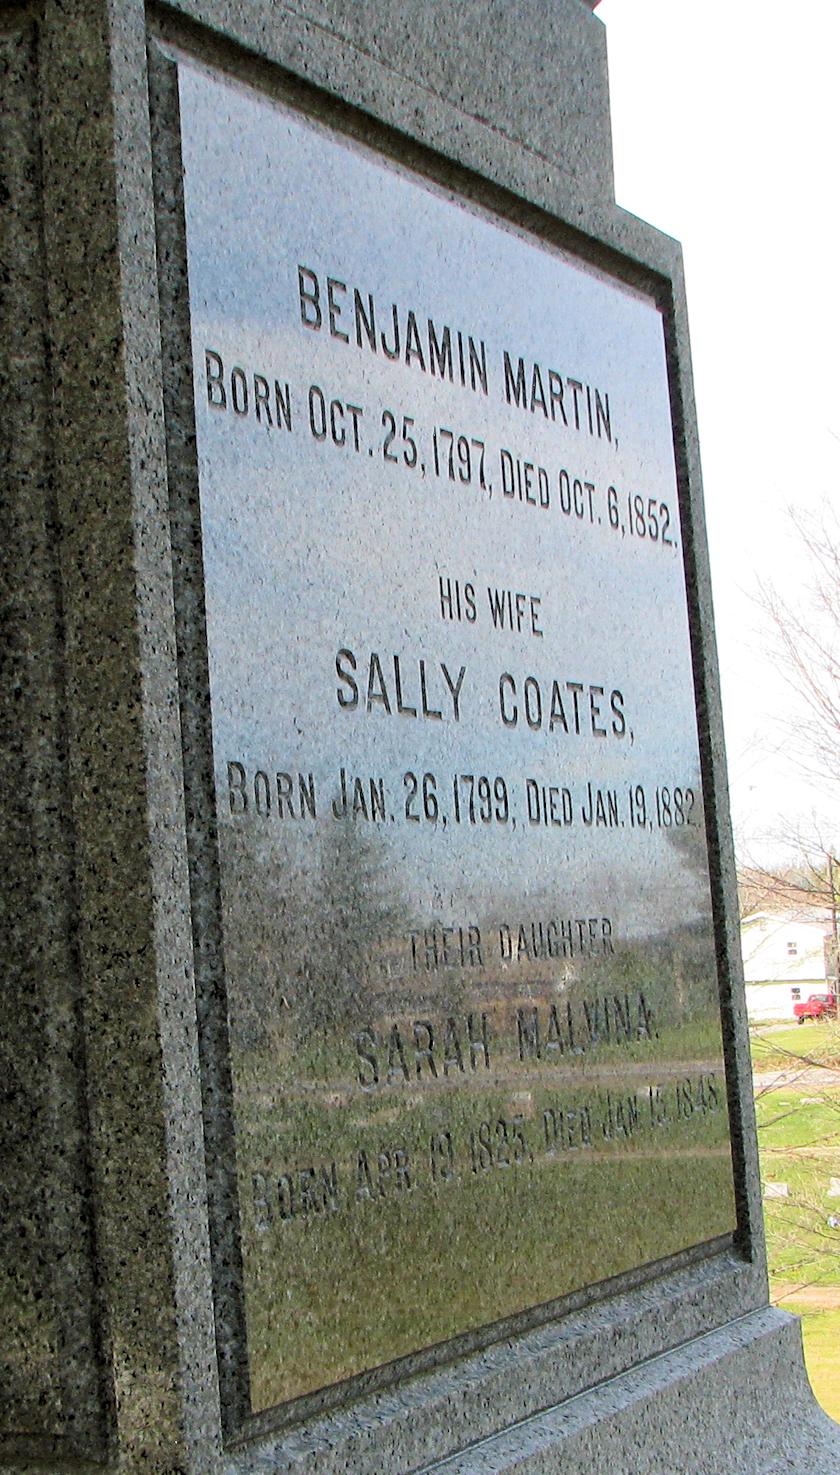 BENJAMIN MARTIN,
BORN OCT. 25, 1797, DIED OCT. 6, 1852.
HIS WIFE
SALLY COATES,
BORN JAN. 26, 1799; DIED JAN. 19, 1882.
THEIR DAUGHTER
SARAH MALVINA.
BORN APR. 19, 1825, DIED JAN. 15, 1848